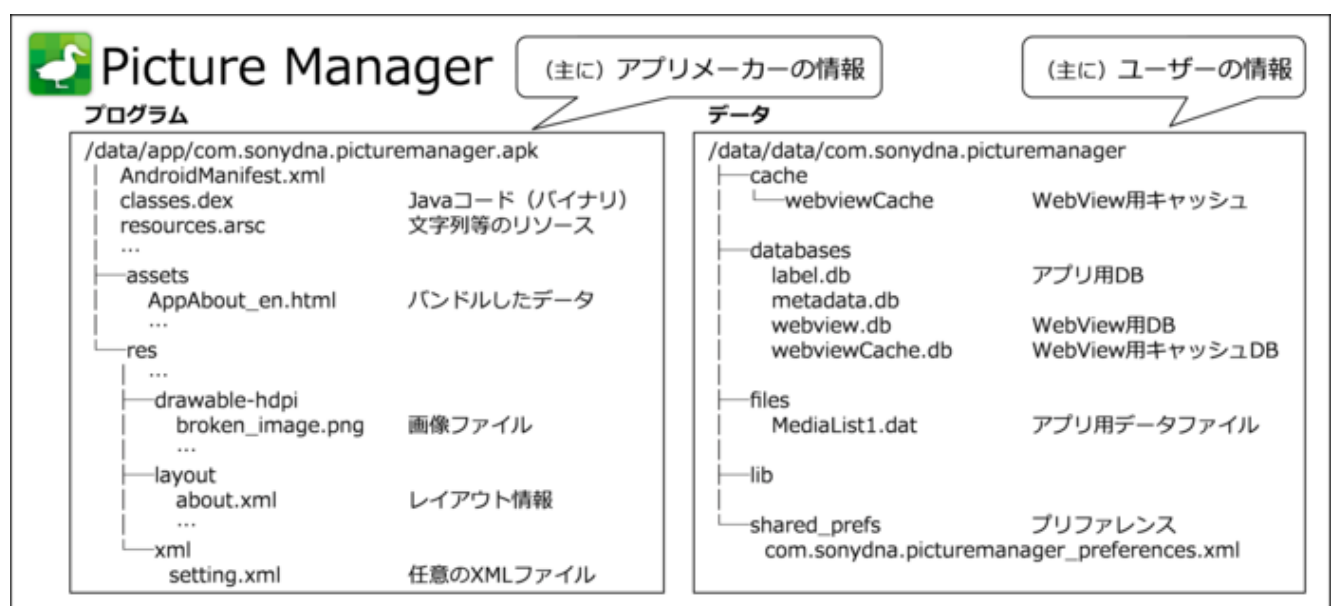 Picture Manager
(主に) アプリメーカーの情報
(主に) ユーザーの情報
プログラム
/data/app/com.sonydna.picturemanager.apk
AndroidManifest.xml
classes.dex Javaコード (バイナリ)
resources.arsc 文字列等のリソース
…
assets
AppAbout_en.html バンドルしたデータ
…
res
…
drawable-hdpi
broken_image.png 画像ファイル
…
layout
about.xml レイアウト情報
…
xml
setting.xml 任意のXMLファイル
データ
/data/data/com.sonydna.picturemanager
cache
webviewCache WebView用キャッシュ
databases
label.db アプリ用DB
metadata.db
webview.db WebView用DB
webviewCache.db WebView用キャッシュDB
files
MediaList1.dat アプリ用データファイル
lib
shared_prefs プリファレンス
com.sonydna.picturemanager_preferences.xml